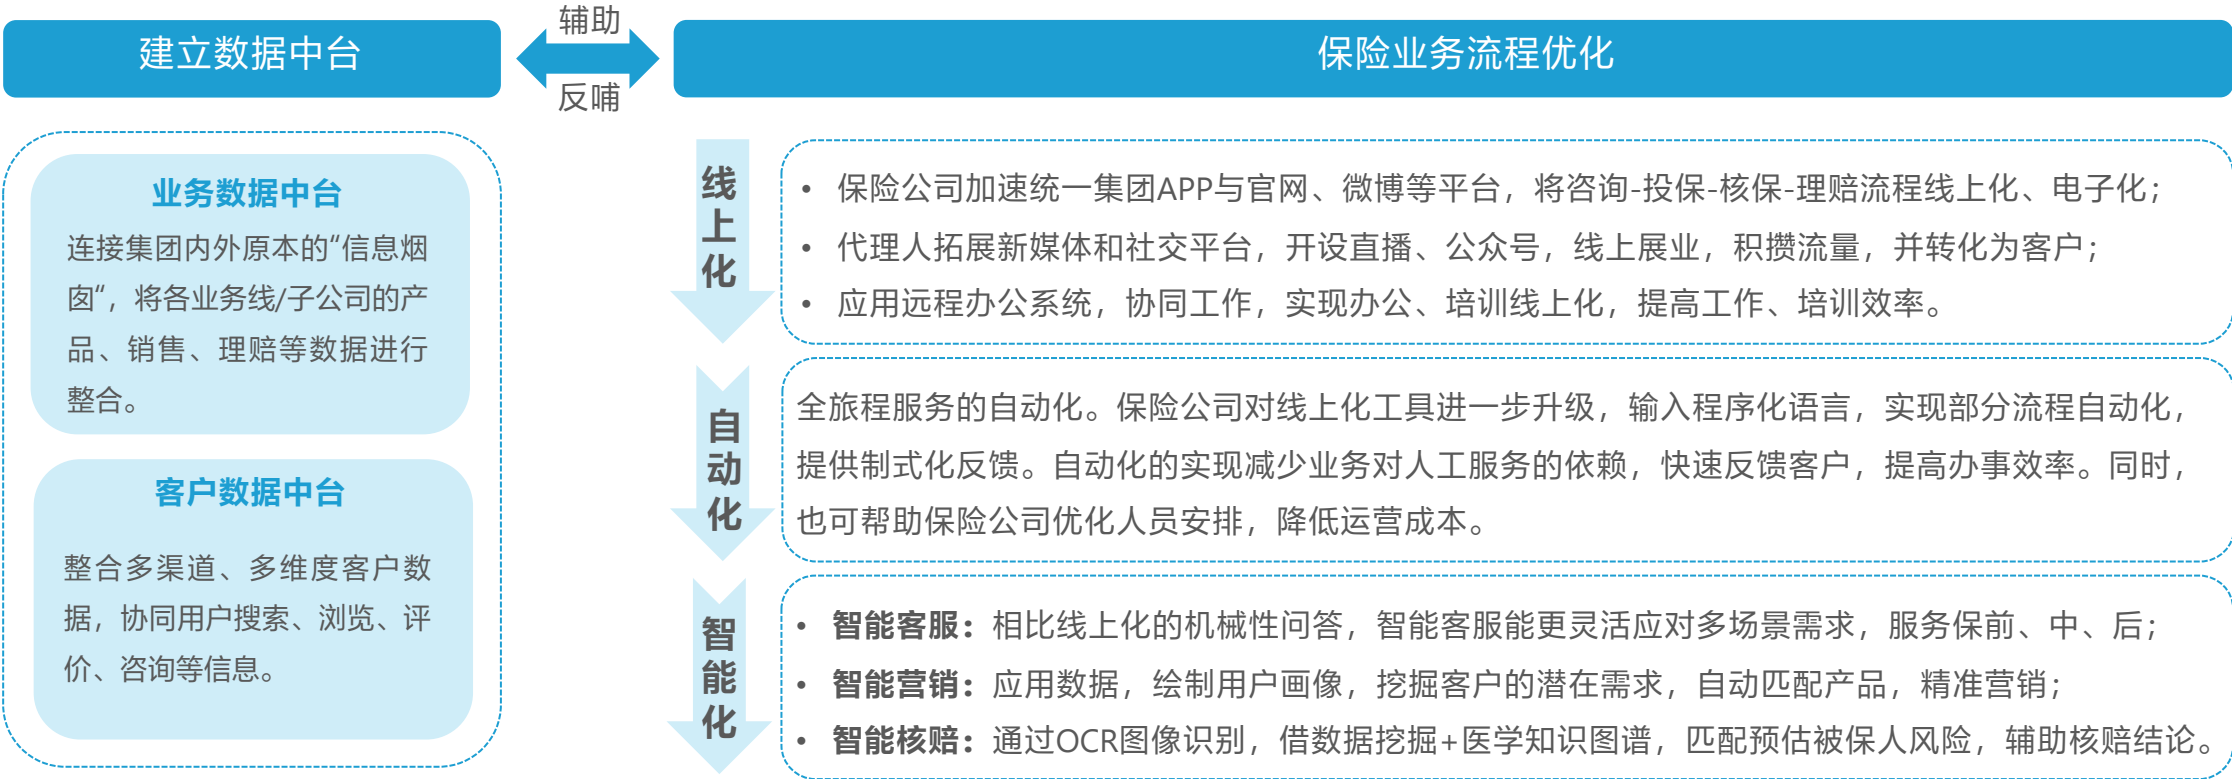 建立数据中台
辅助
反哺
保险业务流程优化
业务数据中台
连接集团内外原本的"信息烟
囱"，将各业务线/子公司的产
品、销售、理赔等数据进行
整合。
客户数据中台
整合多渠道、多维度客户数
据，协同用户搜索、浏览、评
价、咨询等信息。
线上化
• 保险公司加速统一集团APP与官网、微博等平台，将咨询-投保-核保-理赔流程线上化、电子化；
• 代理人拓展新媒体和社交平台，开设直播、公众号，线上展业，积攒流量，并转化为客户；
• 应用远程办公系统，协同工作，实现办公、培训线上化，提高工作、培训效率。
自动化
全旅程服务的自动化。保险公司对线上化工具进一步升级，输入程序化语言，实现部分流程自动化，
提供制式化反馈。自动化的实现减少业务对人工服务的依赖，快速反馈客户，提高办事效率。同时，
也可帮助保险公司优化人员安排，降低运营成本。
智能化
• 智能客服：相比线上化的机械性问答，智能客服能更灵活应对多场景需求，服务保前、中、后；
• 智能营销：应用数据，绘制用户画像，挖掘客户的潜在需求，自动匹配产品，精准营销；
• 智能核赔：通过OCR图像识别，借数据挖掘+医学知识图谱，匹配预估被保人风险，辅助核赔结论。